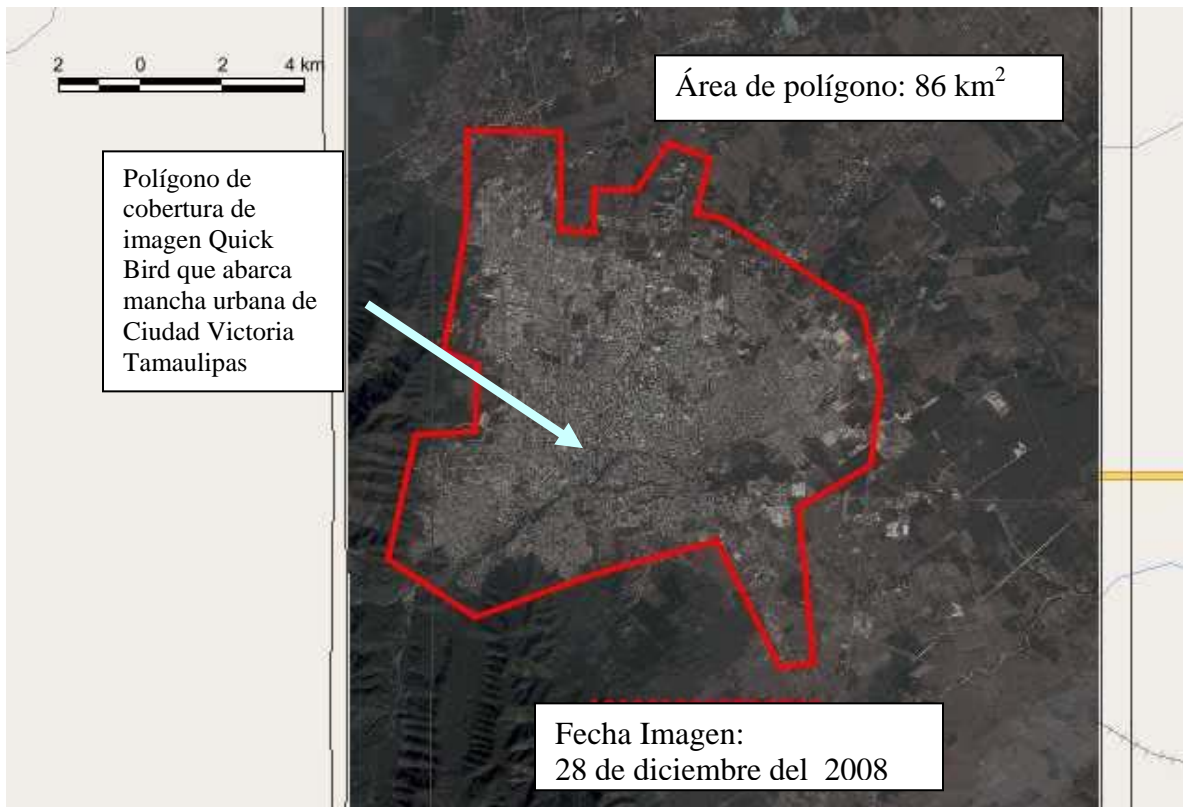 2 0 2 4 km
Área de polígono: 86 km²
Polígono de
cobertura de
imagen Quick
Bird que abarca
mancha urbana de
Ciudad Victoria
Tamaulipas
Fecha Imagen:
28 de diciembre del 2008